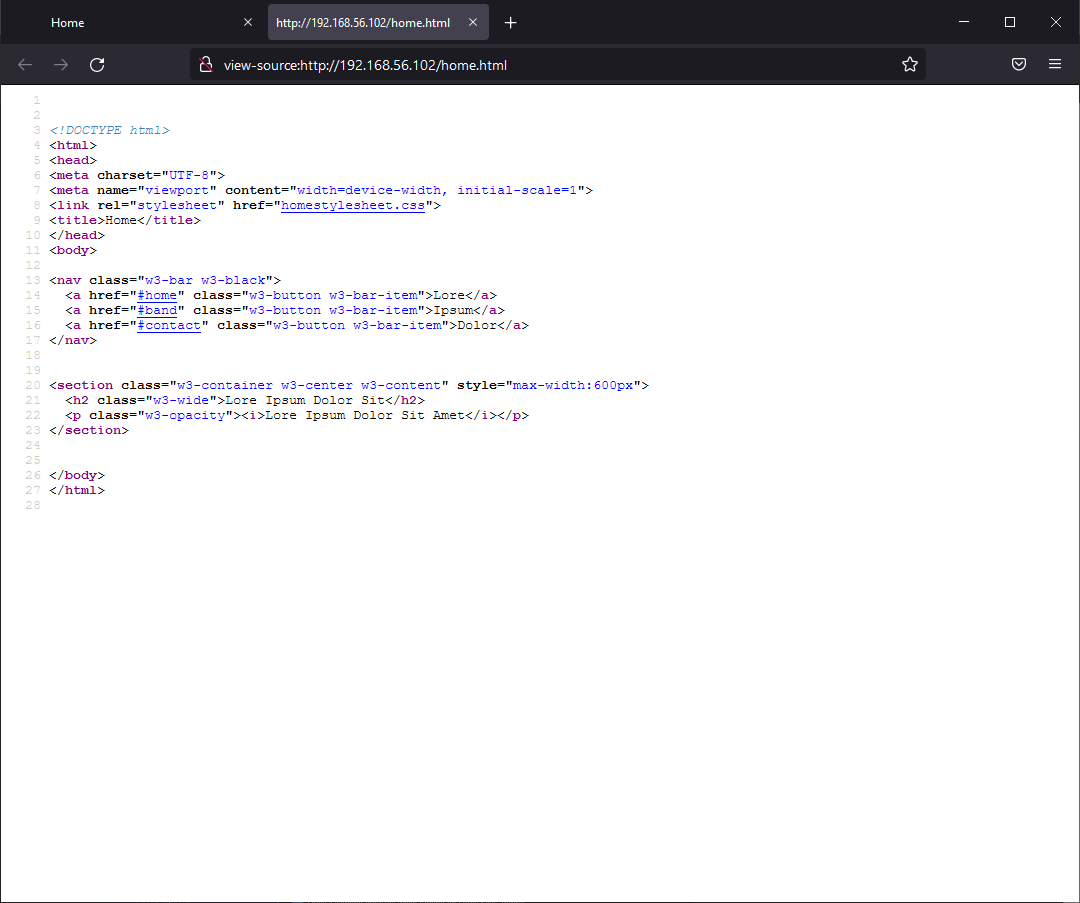 Home
http://192.168.56.102/home.html
view-source:http://192.168.56.102/home.html
1
2
3 <!DOCTYPE html>
4 <html>
5 <head>
6 <meta charset="UTF-8">
7 <meta name="viewport" content="width=device-width, initial-scale=1">
8 <link rel="stylesheet" href="homestylesheet.css">
9 <title>Home</title>
10 </head>
11 <body>
12
13 <nav class="w3-bar w3-black">
14   <a href="#home" class="w3-button w3-bar-item">Lore</a>
15   <a href="#band" class="w3-button w3-bar-item">Ipsum</a>
16   <a href="#contact" class="w3-button w3-bar-item">Dolor</a>
17 </nav>
18
19
20 <section class="w3-container w3-center w3-content" style="max-width:600px">
21   <h2 class="w3-wide">Lore Ipsum Dolor Sit</h2>
22   <p class="w3-opacity"><i>Lore Ipsum Dolor Sit Amet</i></p>
23 </section>
24
25
26 </body>
27 </html>
28